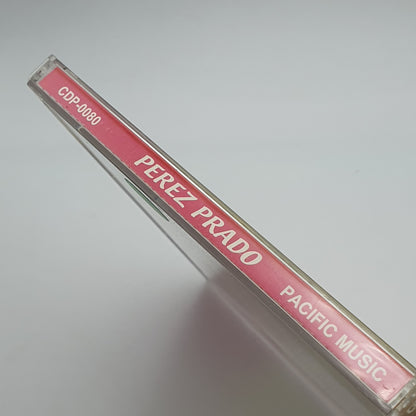 CDP-0080
PEREZ PRADO
PACIFIC MUSIC